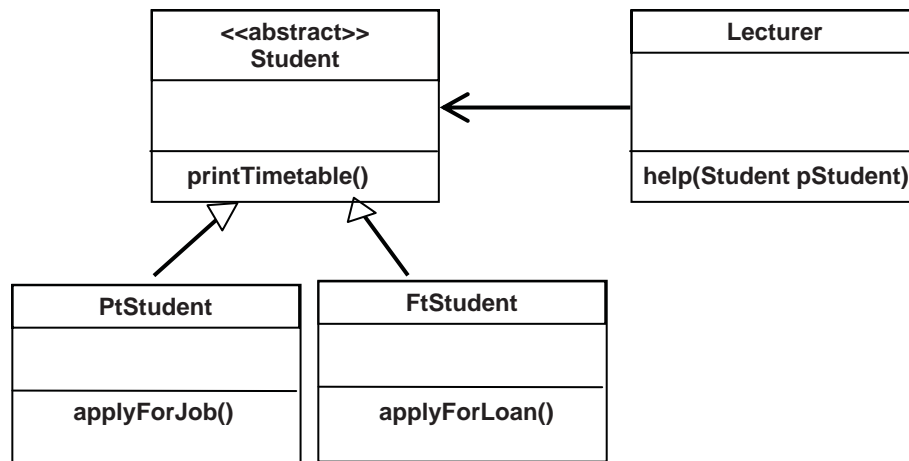 <<abstract>>
Student
printTimetable()
Lecturer
help(Student pStudent)
PtStudent
applyForJob()
FtStudent
applyForLoan()